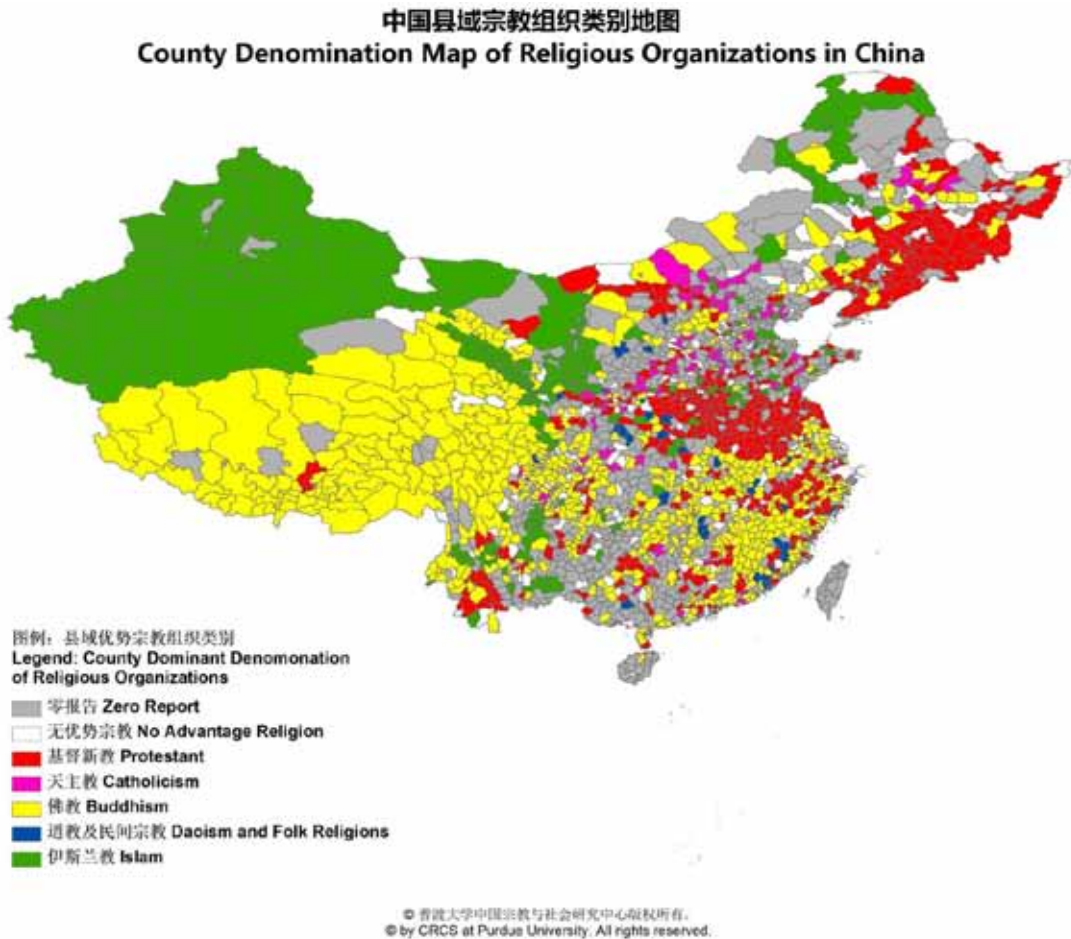 中国县域宗教组织类别地图
County Denomination Map of Religious Organizations in China
图例：县域优势宗教组织类别
Legend: County Dominant Denomonation
of Religious Organizations
零报告 Zero Report
无优势宗教 No Advantage Religion
基督新教 Protestant
天主教 Catholicism
佛教 Buddhism
道教及民间宗教 Daoism and Folk Religions
伊斯兰教 Islam
© 普渡大学中国宗教与社会研究中心版权所有。
© by CRCS at Purdue University. All rights reserved.